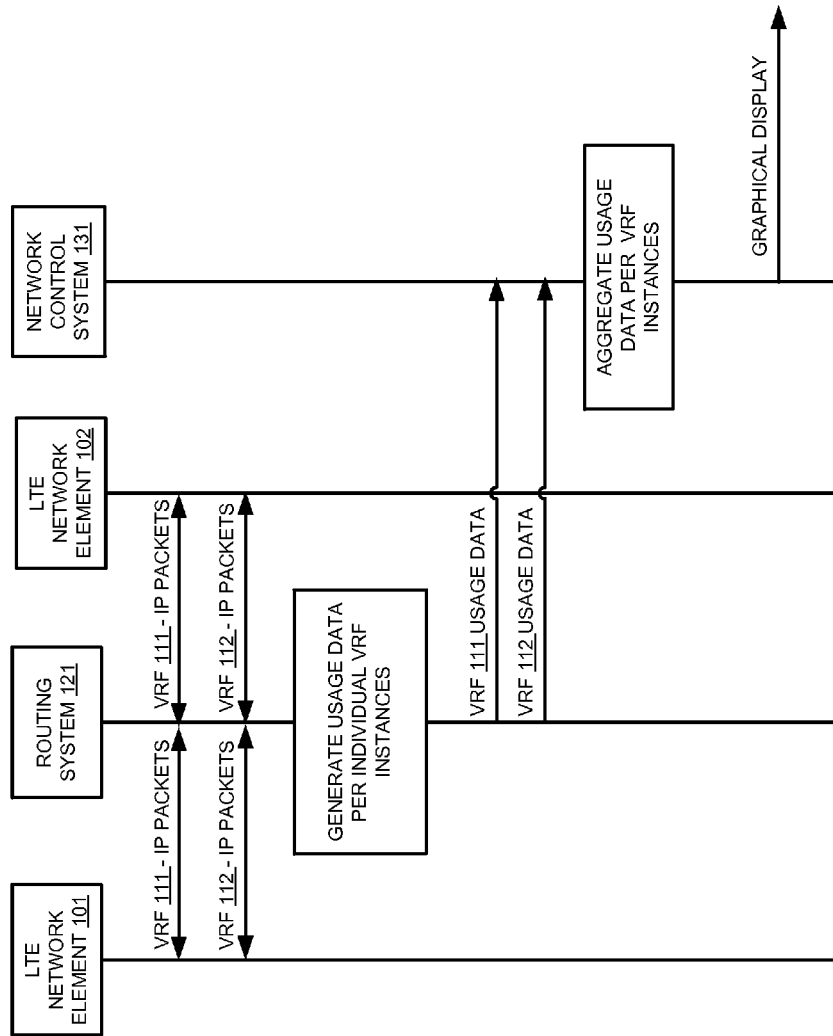 LTE
NETWORK
ELEMENT 101
ROUTING
SYSTEM 121
LTE
NETWORK
ELEMENT 102
NETWORK
CONTROL
SYSTEM 131
VRF 111 - IP PACKETS
VRF 111 - IP PACKETS
VRF 112 - IP PACKETS
VRF 112 - IP PACKETS
GENERATE USAGE DATA
PER INDIVIDUAL VRF
INSTANCES
VRF 111 USAGE DATA
VRF 112 USAGE DATA
AGGREGATE USAGE
DATA PER VRF
INSTANCES
GRAPHICAL DISPLAY